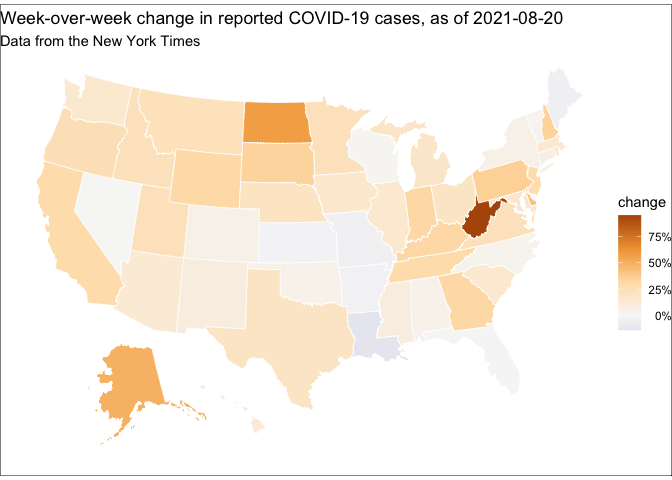 Week-over-week change in reported COVID-19 cases, as of 2021-08-20
Data from the New York Times
change
75%
50%
25%
0%